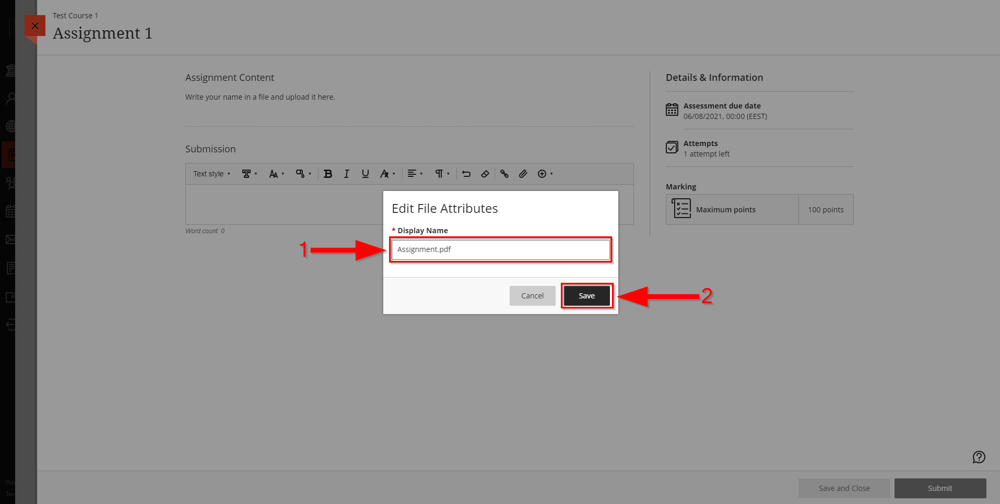 Test Course 1
Assignment 1
Assignment Content
Write your name in a file and upload it here.
Submission
Text style
Word count: 0
Details & Information
Assessment due date
06/08/2021, 00:00 (EEST)
Attempts
1 attempt left
Marking
Maximum points
100 points
Edit File Attributes
* Display Name
1
Assignment.pdf
Cancel
Save
2
Save and Close
Submit